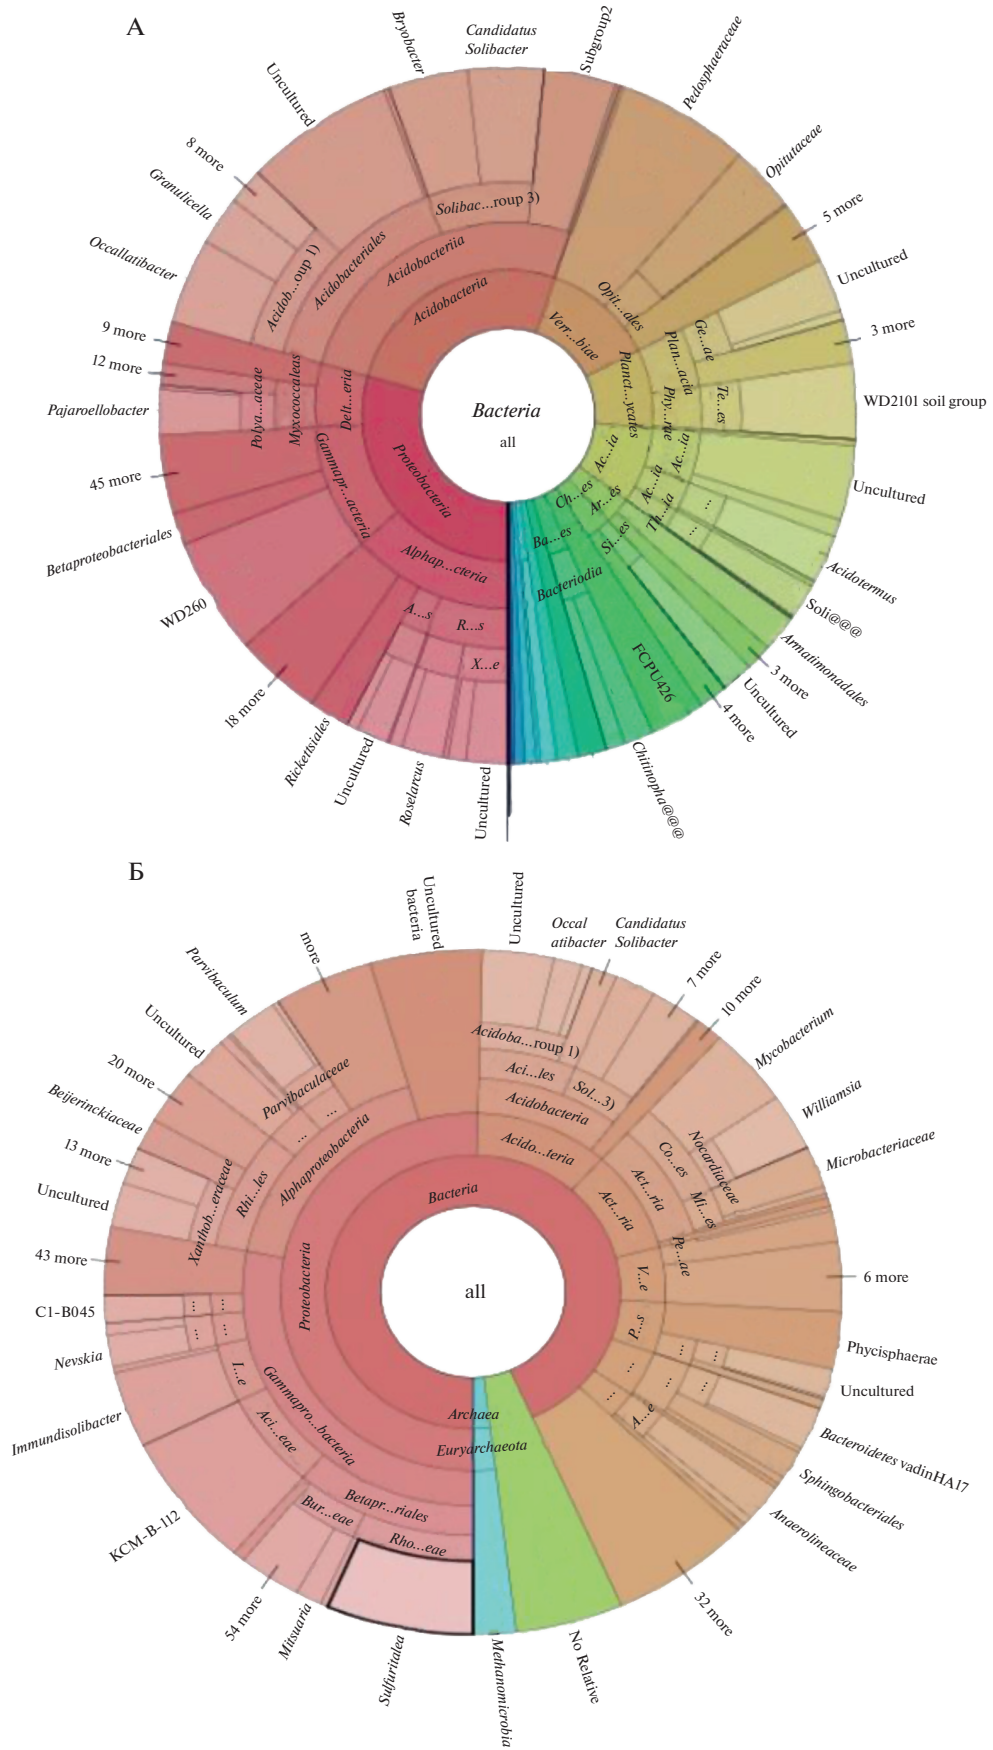 А
Bryobacter
Candidatus
Solibacter
Subgroup2
Pedosphaeraceae
Opitutaceae
5 more
Uncultured
3 more
WD2101 soil group
Uncultured
Acidotermus
Soli@@@
Armatimonadales
3 more
Uncultured
4 more
Chitinopha@@@
Uncultured
Roselarcus
Uncultured
Rickettsiales
18 more
WD260
Betaproteobacteriales
45 more
Pajaroellobacter
12 more
9 more
Occallatibacter
Granulicella
8 more
Uncultured
Solibac...roup 3)
Acidobacteriia
Acidobacteriales
Acidob...oup 1)
Acidobacteria
Verr...biae
Opit...ales
Ge...ae
Plan...acia
Planct...ycates
Phy...rae
Te...es
Ac...ia
Ac...ia
Ac...ia
Th...ia
...
...
Ch...es
Ar...es
Si...es
Ba...es
Bacteriodia
FCPU426
Bacteria
all
Proteobacteria
Delt...eria
Myxococcaleas
Polya...aceae
Gammapr...acteria
Alphap...cteria
A...s
R...s
X...e
Б
Uncultured
bacteria
Uncultured
Occal
atibacter
Candidatus
Solibacter
7 more
10 more
Mycobacterium
Williamsia
Microbacteriaceae
6 more
Phycisphaerae
Uncultured
Bacteroidetes vadinHA17
Sphingobacteriales
Anaerolineaceae
32 more
No Relative
Methanomicrobia
Sulfuritalea
Mitsuaria
54 more
KCM-B-112
Immundisolibacter
Nevskia
C1-B045
43 more
Uncultured
13 more
Beijerinckiaceae
20 more
Uncultured
Parvibaculum
more
Acidoba...roup 1)
Aci...les
Sol...3)
Acidobacteria
Acido...teria
Act...ria
Act...ria
Co...es
Nocardiaceae
Mi...es
Pe...ae
V...e
P...s
...
...
...
...
...
A...e
Bacteria
all
Archaea
Euryarchaeota
Proteobacteria
Alphaproteobacteria
Parvibaculaceae
...
...
Rhi...les
Xanthob...eraceae
...
...
...
...
I...e
Aci...eae
Gammapro...bacteria
Betapr...riales
Bur...eae
Rho...eae